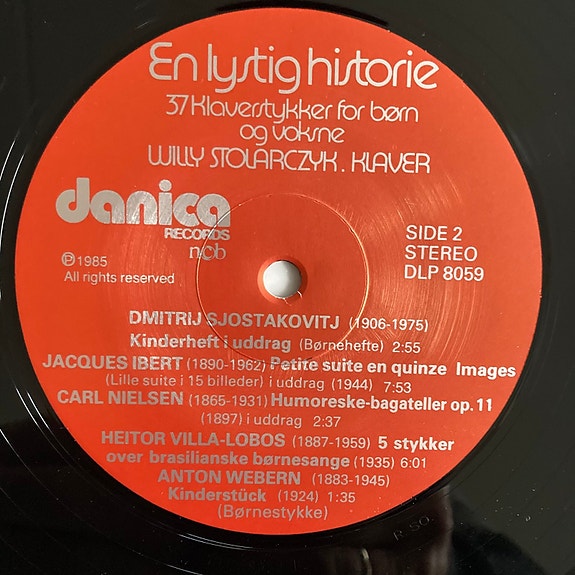 En lystig historie
37 Klaverstykker for børn
og voksne
WILLY STOLARCZYK. KLAVER
danica
RECORDS
ncb
℗ 1985
All rights reserved
SIDE 2
STEREO
DLP 8059
DMITRIJ SJOSTAKOVITJ (1906-1975)
Kinderheft i uddrag (Børnehefte) 2:55
JACQUES IBERT (1890-1962) Petite suite en quinze Images
(Lille suite i 15 billeder) i uddrag (1944) 7:53
CARL NIELSEN (1865-1931) Humoreske-bagateller op. 11
(1897) i uddrag 2:37
HEITOR VILLA-LOBOS (1887-1959) 5 stykker
over brasilianske børnesange (1935) 6:01
ANTON WEBERN (1883-1945)
Kinderstück (1924) 1:35
(Børnestykke)